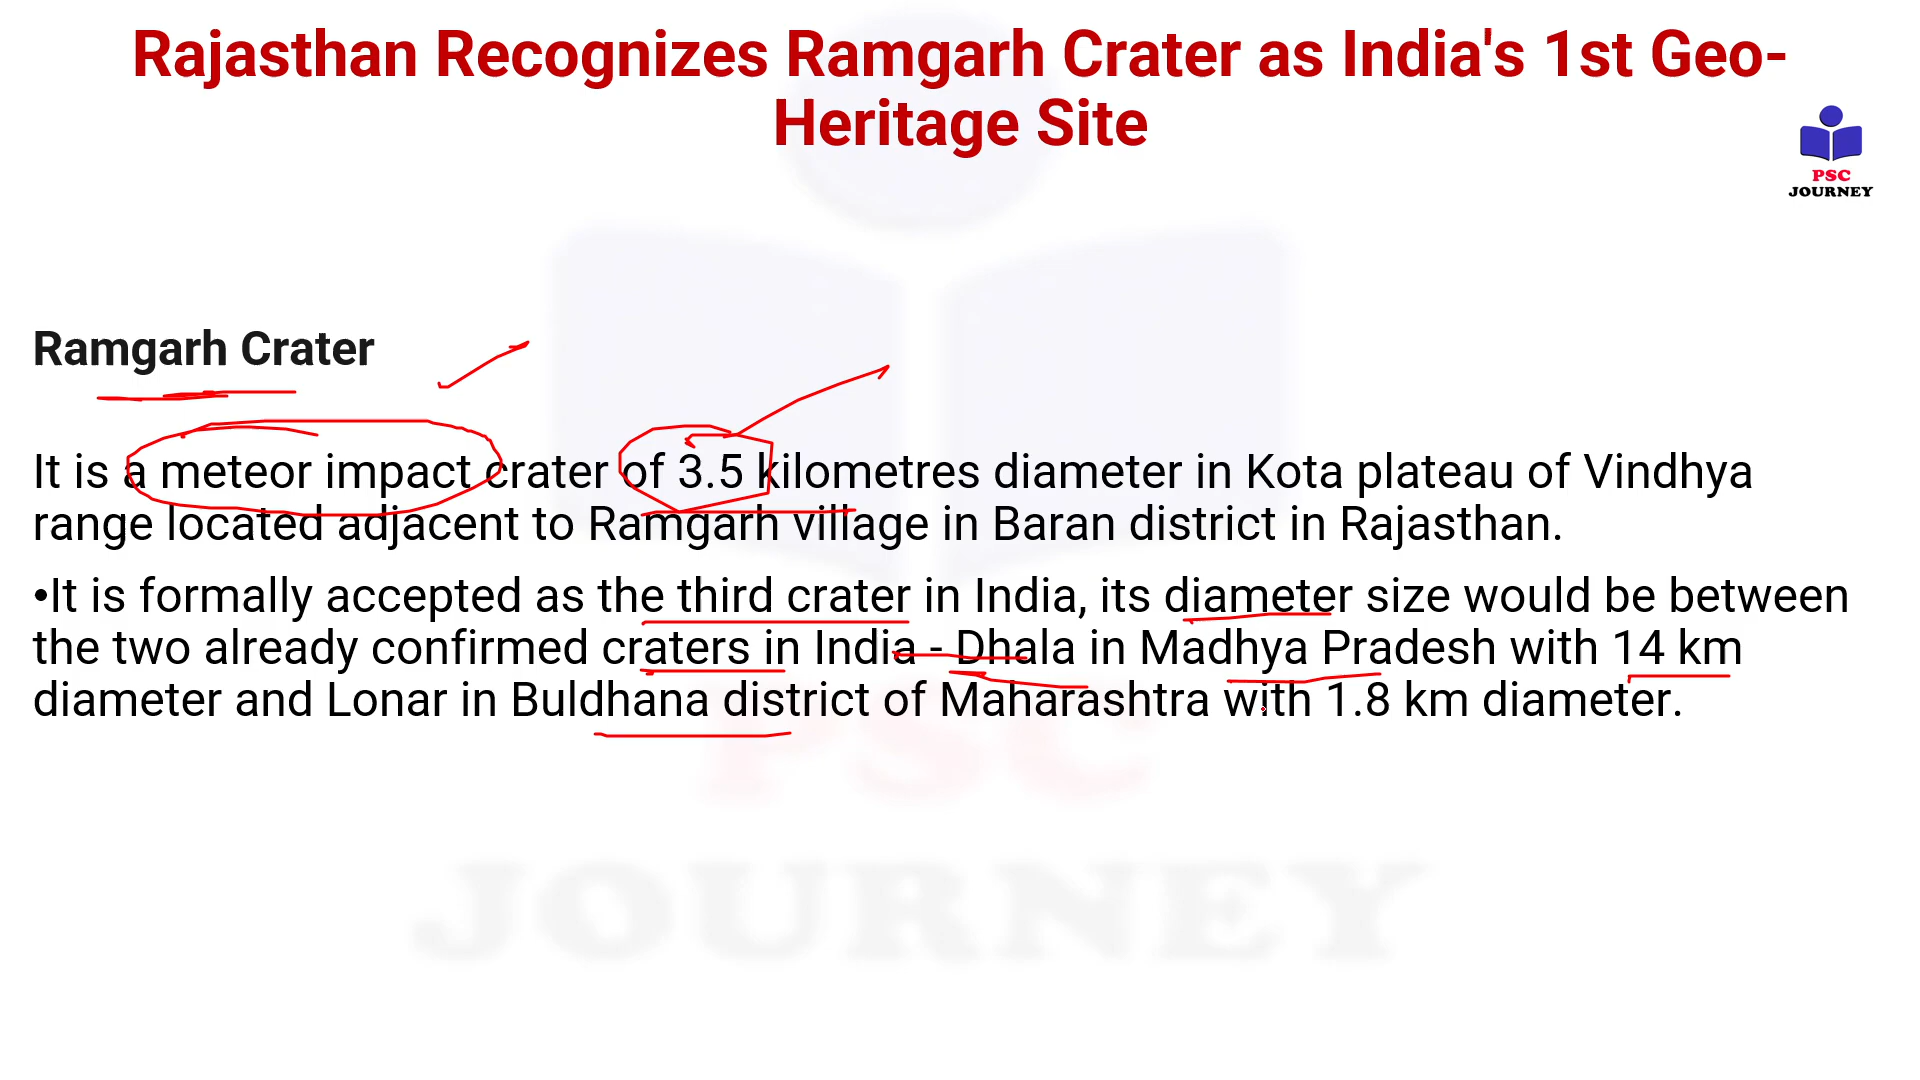 Rajasthan Recognizes Ramgarh Crater as India's 1st Geo-
Heritage Site
PSC
JOURNEY
Ramgarh Crater
It is a meteor impact crater of 3.5 kilometres diameter in Kota plateau of Vindhya
range located adjacent to Ramgarh village in Baran district in Rajasthan.
•It is formally accepted as the third crater in India, its diameter size would be between
the two already confirmed craters in India - Dhala in Madhya Pradesh with 14 km
diameter and Lonar in Buldhana district of Maharashtra with 1.8 km diameter.
PSC
JOURNEY